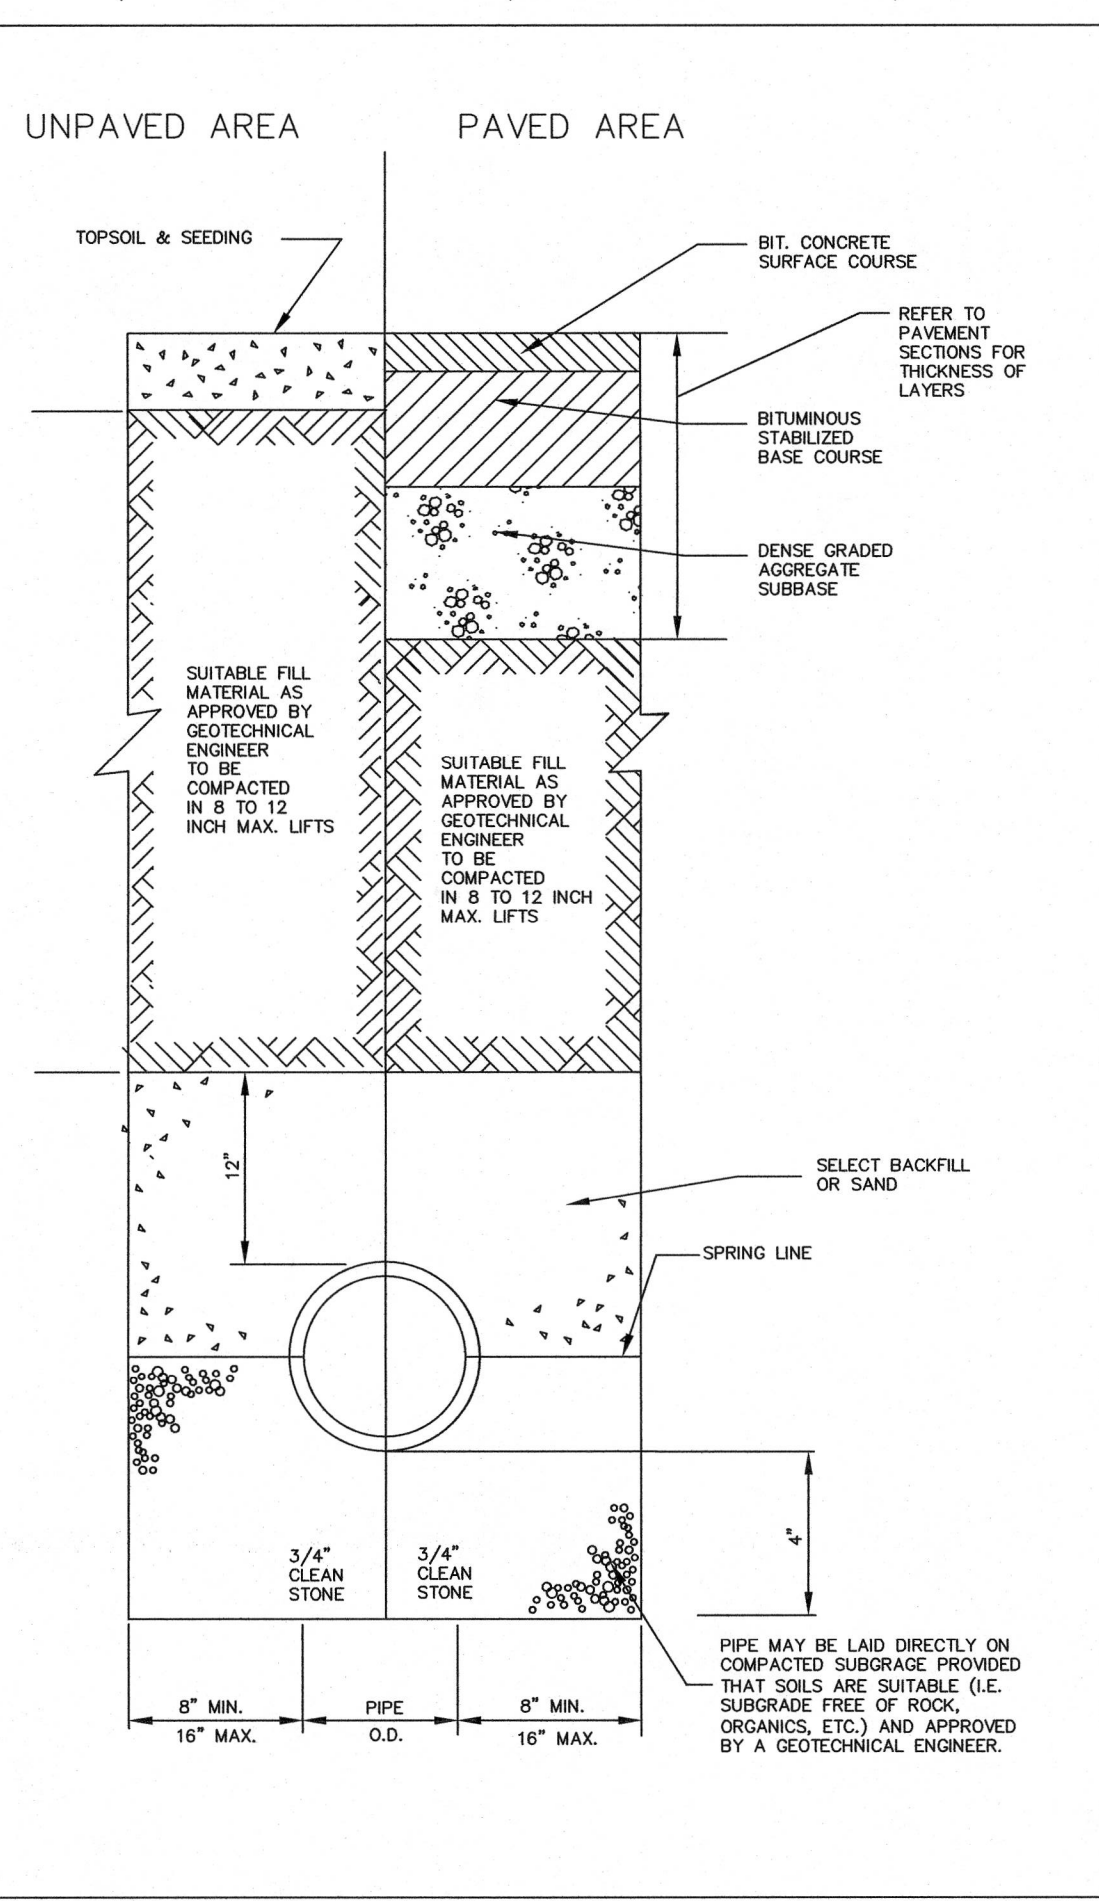 UNPAVED AREA
PAVED AREA
TOPSOIL & SEEDING
BIT. CONCRETE
SURFACE COURSE
REFER TO
PAVEMENT
SECTIONS FOR
THICKNESS OF
LAYERS
BITUMINOUS
STABILIZED
BASE COURSE
DENSE GRADED
AGGREGATE
SUBBASE
SUITABLE FILL
MATERIAL AS
APPROVED BY
GEOTECHNICAL
ENGINEER
TO BE
COMPACTED
IN 8 TO 12
INCH MAX. LIFTS
SUITABLE FILL
MATERIAL AS
APPROVED BY
GEOTECHNICAL
ENGINEER
TO BE
COMPACTED
IN 8 TO 12 INCH
MAX. LIFTS
12"
SELECT BACKFILL
OR SAND
SPRING LINE
4"
3/4"
CLEAN
STONE
3/4"
CLEAN
STONE
8" MIN.
16" MAX.
PIPE
O.D.
8" MIN.
16" MAX.
PIPE MAY BE LAID DIRECTLY ON
COMPACTED SUBGRAGE PROVIDED
THAT SOILS ARE SUITABLE (I.E.
SUBGRADE FREE OF ROCK,
ORGANICS, ETC.) AND APPROVED
BY A GEOTECHNICAL ENGINEER.